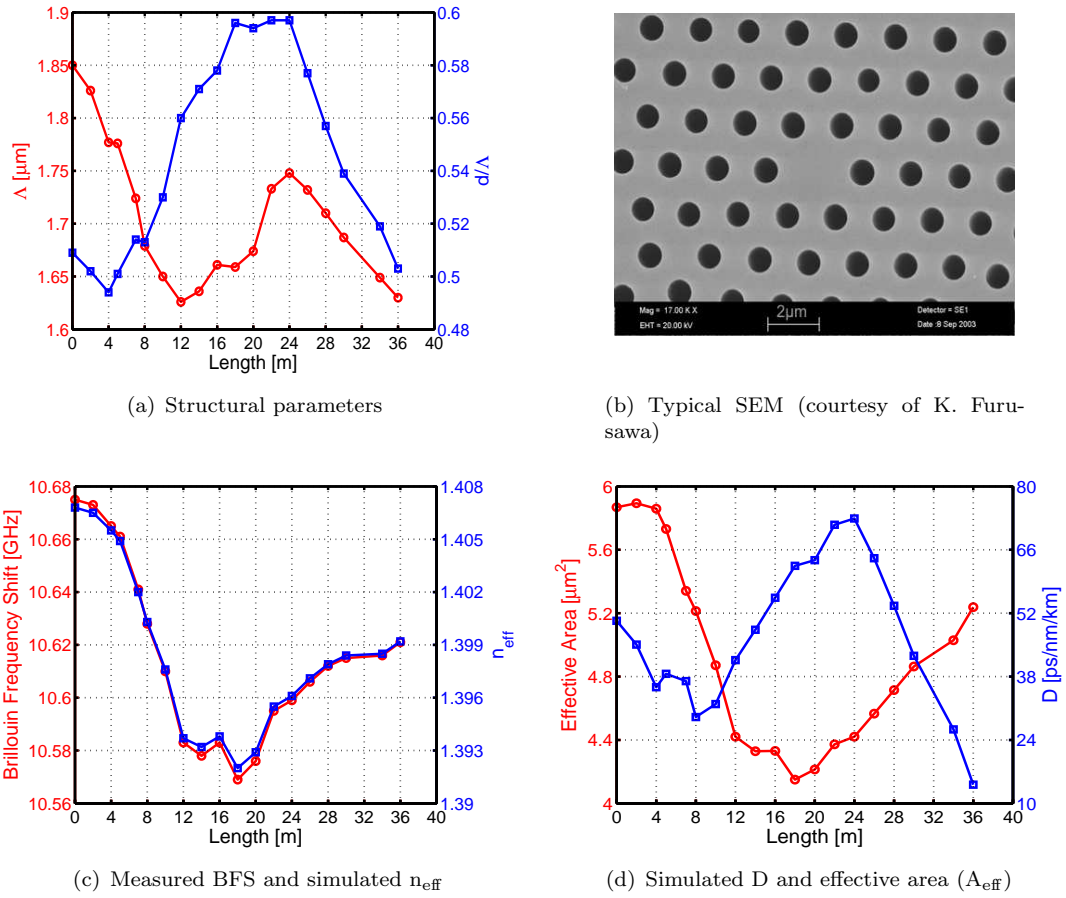 1.9
1.85
1.8
1.75
1.7
1.65
1.6
Λ [μm]
0.6
0.58
0.56
0.54
0.52
0.5
0.48
d/Λ
0 4 8 12 16 20 24 28 32 36 40
Length [m]
(a) Structural parameters
Mag = 17.00 K X
EHT = 20.00 kV
2μm
Detector = SE1
Date :8 Sep 2003
(b) Typical SEM (courtesy of K. Furu-
sawa)
10.68
10.66
10.64
10.62
10.6
10.58
10.56
Brillouin Frequency Shift [GHz]
1.408
1.405
1.402
1.399
1.396
1.393
1.39
n_eff
0 4 8 12 16 20 24 28 32 36 40
Length [m]
(c) Measured BFS and simulated n_eff
6
5.6
5.2
4.8
4.4
4
Effective Area [μm²]
80
66
52
38
24
10
D [ps/nm/km]
0 4 8 12 16 20 24 28 32 36 40
Length [m]
(d) Simulated D and effective area (A_eff)